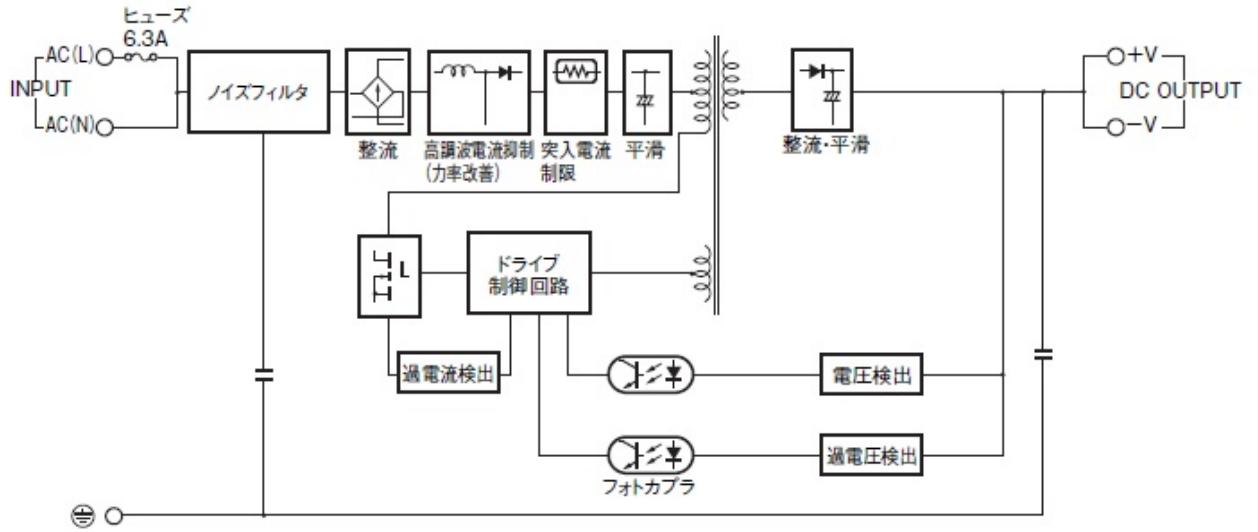 ヒューズ
6.3A
AC(L)
INPUT
AC(N)
ノイズフィルタ
整流
高調波電流抑制
(力率改善)
突入電流
制限
平滑
整流・平滑
+V
DC OUTPUT
−V
L
ドライブ
制御回路
過電流検出
電圧検出
過電圧検出
フォトカプラ